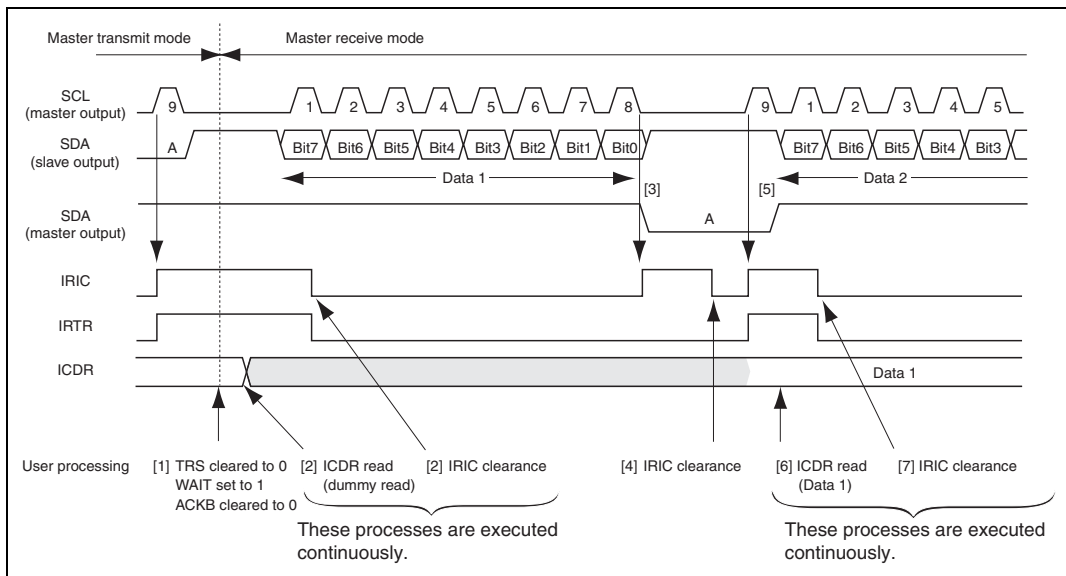 Master transmit mode Master receive mode
SCL
(master output)
9 1 2 3 4 5 6 7 8 9 1 2 3 4 5
SDA
(slave output)
A Bit7 Bit6 Bit5 Bit4 Bit3 Bit2 Bit1 Bit0 Bit7 Bit6 Bit5 Bit4 Bit3
Data 1 [3] [5] Data 2
SDA
(master output)
A
IRIC
IRTR
ICDR
Data 1
User processing [1] TRS cleared to 0 [2] ICDR read [2] IRIC clearance [4] IRIC clearance [6] ICDR read [7] IRIC clearance
WAIT set to 1 (dummy read) (Data 1)
ACKB cleared to 0
These processes are executed These processes are executed
continuously. continuously.